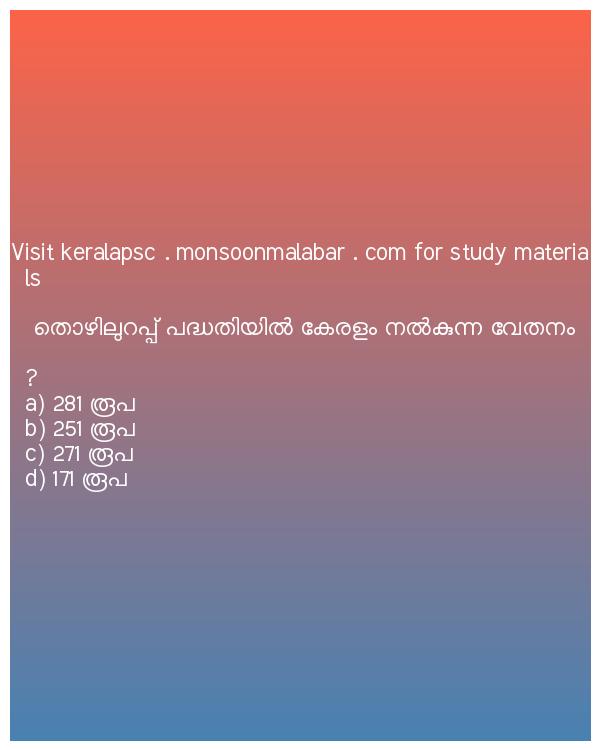 Visit keralapsc . monsoonmalabar . com for study materia
ls
തൊഴിലുറപ്പ് പദ്ധതിയിൽ കേരളം നൽകുന്ന വേതനം
?
a) 281 രൂപ
b) 251 രൂപ
c) 271 രൂപ
d) 171 രൂപ